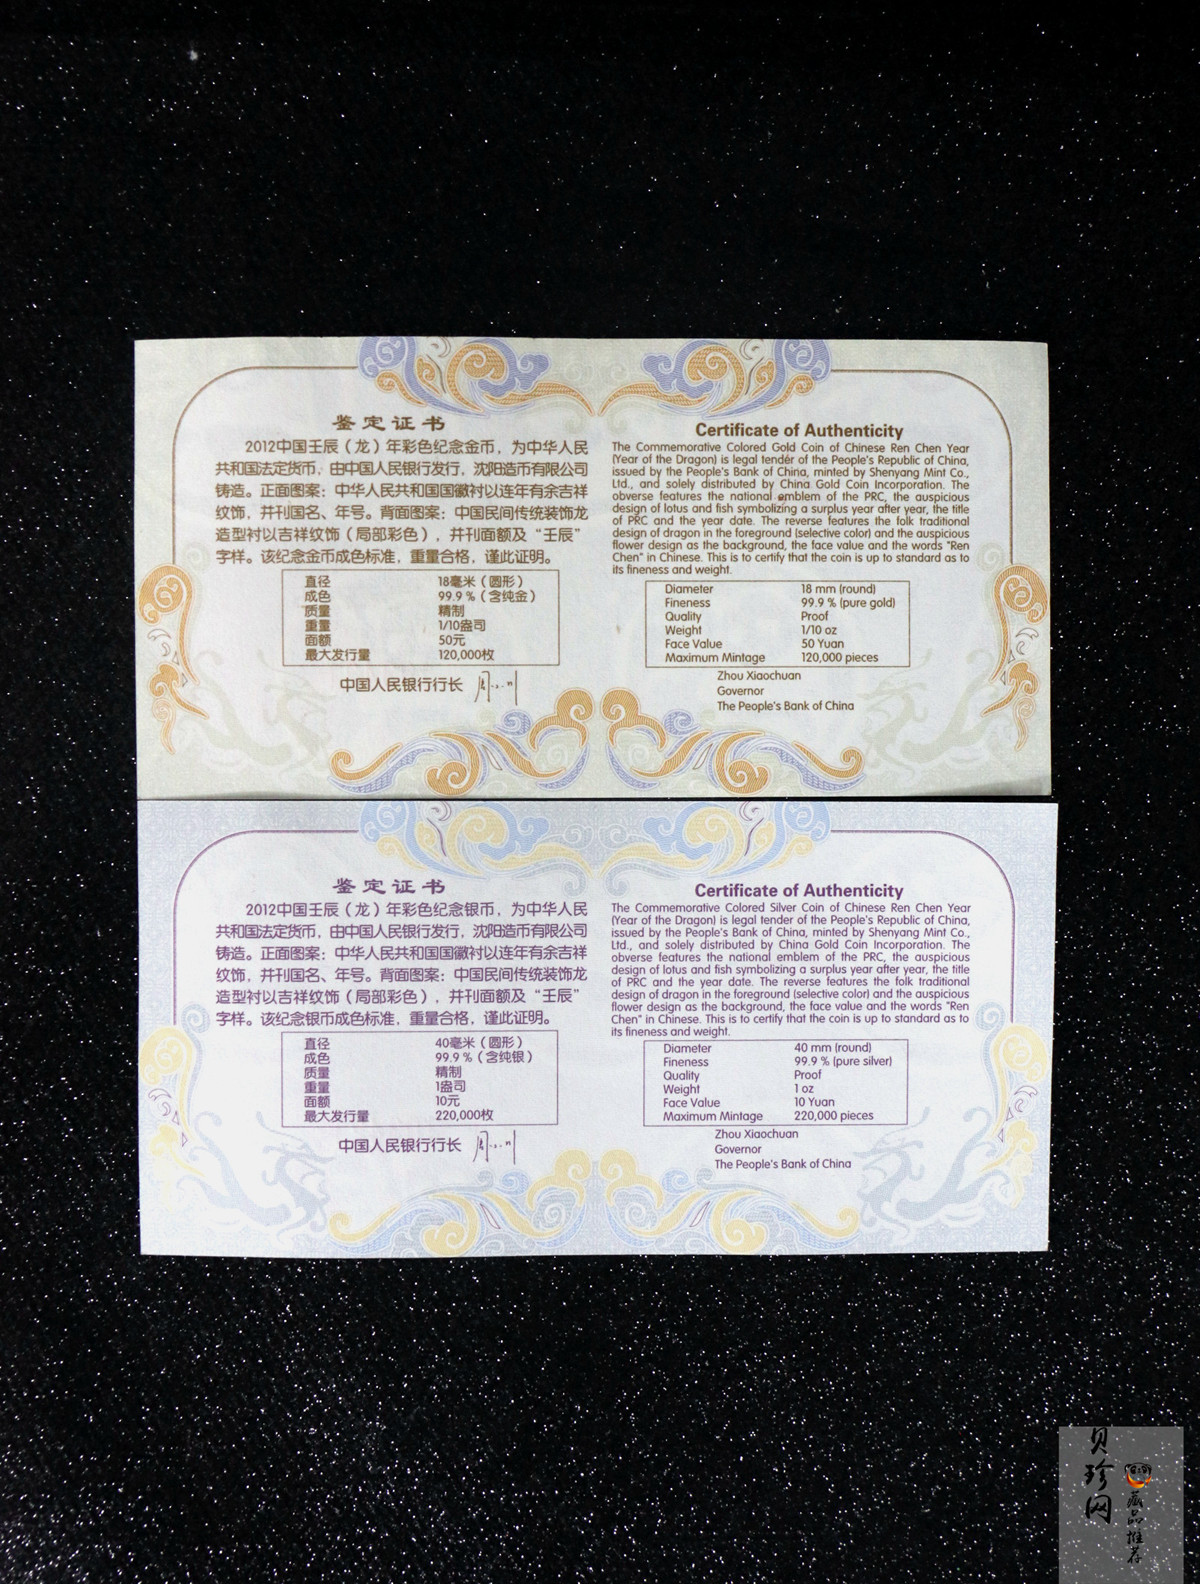 鉴定证书
2012中国壬辰（龙）年彩色纪念金币，为中华人民
共和国法定货币，由中国人民银行发行，沈阳造币有限公司
铸造。正面图案：中华人民共和国国徽衬以连年有余吉祥
纹饰，并刊国名、年号。背面图案：中国民间传统装饰龙
造型衬以吉祥纹饰（局部彩色），并刊面额及“壬辰”
字样。该纪念金币成色标准，重量合格，谨此证明。
直径 18毫米（圆形）
成色 99.9％（含纯金）
质量 精制
重量 1/10盎司
面额 50元
最大发行量 120,000枚
中国人民银行行长
Certificate of Authenticity
The Commemorative Colored Gold Coin of Chinese Ren Chen Year
(Year of the Dragon) is legal tender of the People's Republic of China,
issued by the People's Bank of China, minted by Shenyang Mint Co.,
Ltd., and solely distributed by China Gold Coin Incorporation. The
obverse features the national emblem of the PRC, the auspicious
design of lotus and fish symbolizing a surplus year after year, the title
of PRC and the year date. The reverse features the folk traditional
design of dragon in the foreground (selective color) and the auspicious
flower design as the background, the face value and the words "Ren
Chen" in Chinese. This is to certify that the coin is up to standard as to
its fineness and weight.
Diameter 18 mm (round)
Fineness 99.9 % (pure gold)
Quality Proof
Weight 1/10 oz
Face Value 50 Yuan
Maximum Mintage 120,000 pieces
Zhou Xiaochuan
Governor
The People's Bank of China
鉴定证书
2012中国壬辰（龙）年彩色纪念银币，为中华人民
共和国法定货币，由中国人民银行发行，沈阳造币有限公司
铸造。正面图案：中华人民共和国国徽衬以连年有余吉祥
纹饰，并刊国名、年号。背面图案：中国民间传统装饰龙
造型衬以吉祥纹饰（局部彩色），并刊面额及“壬辰”
字样。该纪念银币成色标准，重量合格，谨此证明。
直径 40毫米（圆形）
成色 99.9％（含纯银）
质量 精制
重量 1盎司
面额 10元
最大发行量 220,000枚
中国人民银行行长
Certificate of Authenticity
The Commemorative Colored Silver Coin of Chinese Ren Chen Year
(Year of the Dragon) is legal tender of the People's Republic of China,
issued by the People's Bank of China, minted by Shenyang Mint Co.,
Ltd., and solely distributed by China Gold Coin Incorporation. The
obverse features the national emblem of the PRC, the auspicious
design of lotus and fish symbolizing a surplus year after year, the title
of PRC and the year date. The reverse features the folk traditional
design of dragon in the foreground (selective color) and the auspicious
flower design as the background, the face value and the words "Ren
Chen" in Chinese. This is to certify that the coin is up to standard as to
its fineness and weight.
Diameter 40 mm (round)
Fineness 99.9 % (pure silver)
Quality Proof
Weight 1 oz
Face Value 10 Yuan
Maximum Mintage 220,000 pieces
Zhou Xiaochuan
Governor
The People's Bank of China
贝珍网
藏品推荐